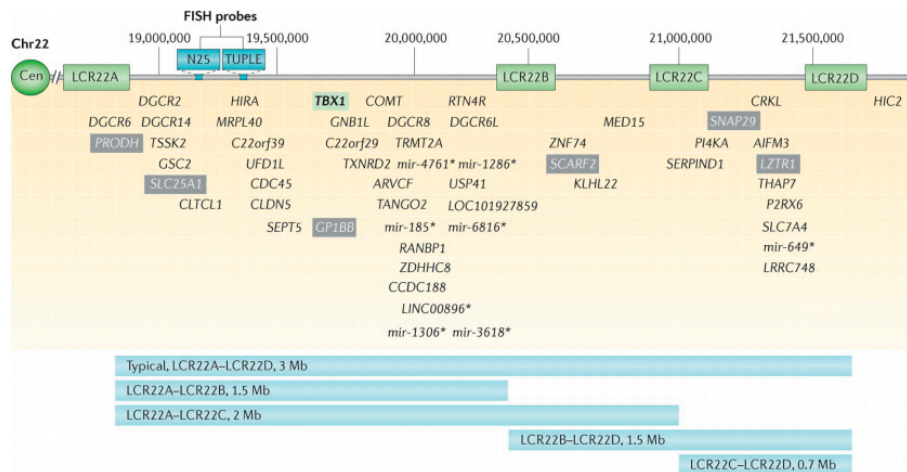 FISH probes
Chr22 19,000,000 19,500,000 20,000,000 20,500,000 21,000,000 21,500,000
Cen LCR22A N25 TUPLE LCR22B LCR22C LCR22D
DGCR2 HIRA TBX1 COMT RTN4R CRKL HIC2
DGCR6 DGCR14 MRPL40 GNB1L DGCR8 DGCR6L MED15 SNAP29
PRODH TSSK2 C22orf39 C22orf29 TRMT2A ZNF74 PI4KA AIFM3
GSC2 UFD1L TXNRD2 mir-4761* mir-1286* SCARF2 SERPIND1 LZTR1
SLC25A1 CDC45 ARVCF USP41 KLHL22 THAP7
CLTCL1 CLDN5 TANGO2 LOC101927859 P2RX6
SEPT5 GP1BB mir-185* mir-6816* SLC7A4
RANBP1 mir-649*
ZDHHC8 LRRC748
CCDC188
LINC00896*
mir-1306* mir-3618*
Typical, LCR22A–LCR22D, 3 Mb
LCR22A–LCR22B, 1.5 Mb
LCR22A–LCR22C, 2 Mb
LCR22B–LCR22D, 1.5 Mb
LCR22C–LCR22D, 0.7 Mb